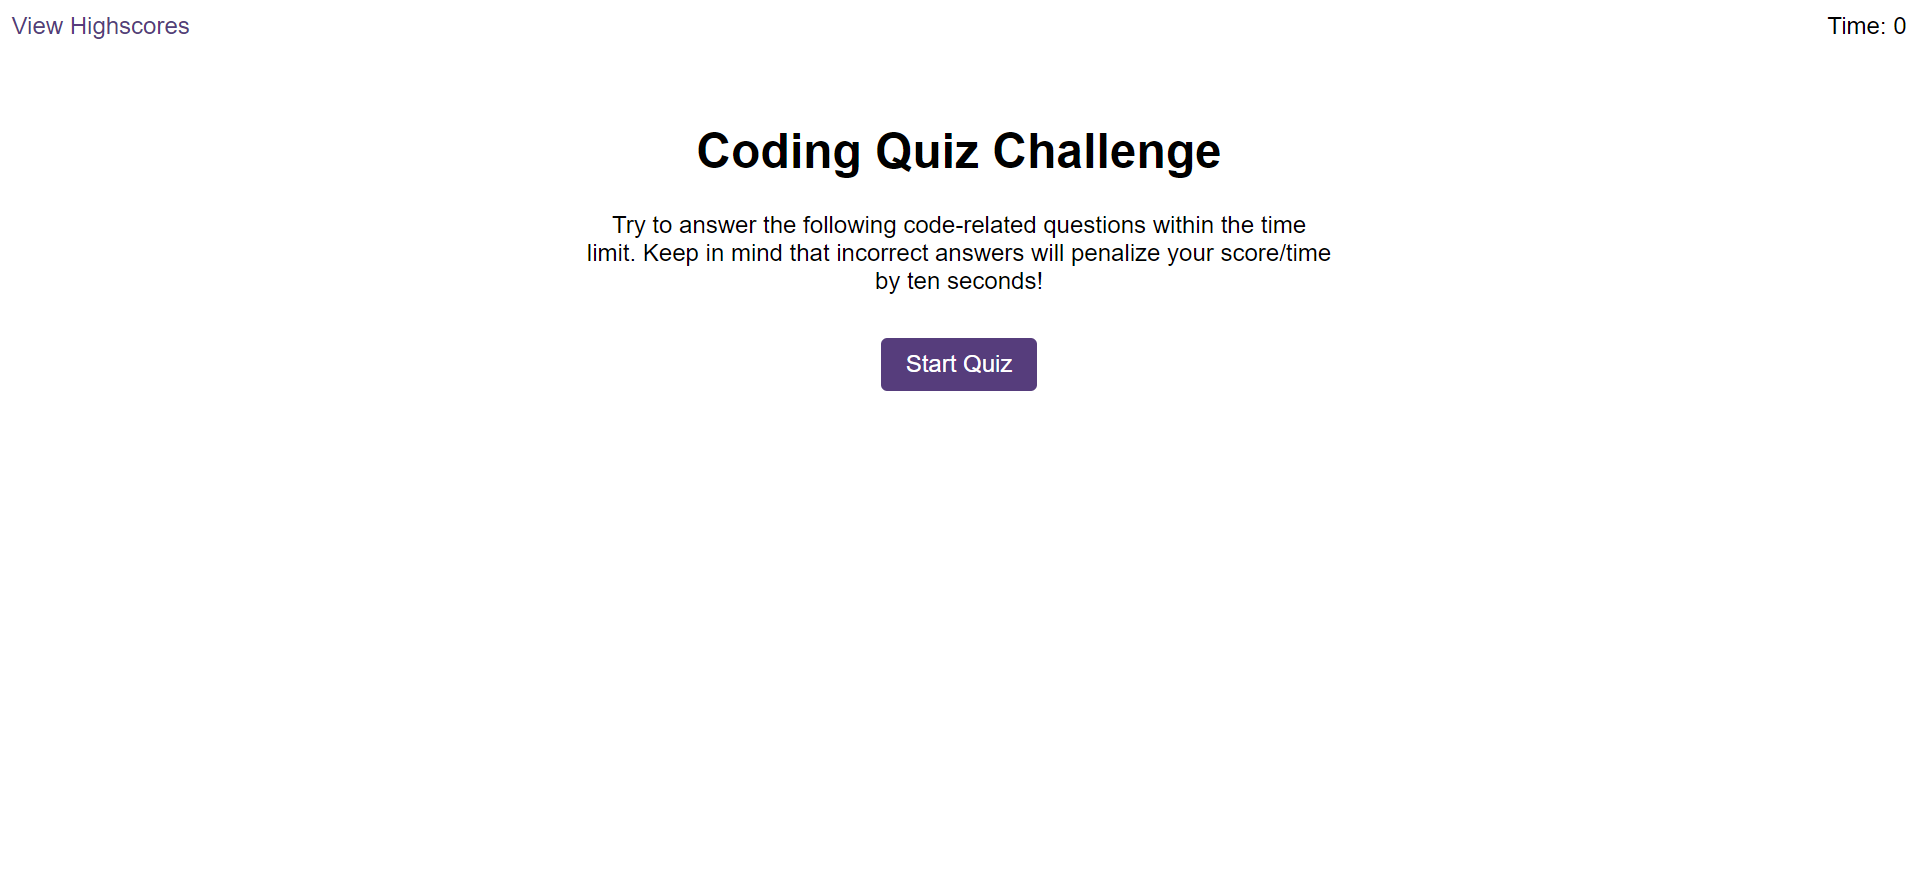 View Highscores
Time: 0
Coding Quiz Challenge
Try to answer the following code-related questions within the time
limit. Keep in mind that incorrect answers will penalize your score/time
by ten seconds!
Start Quiz